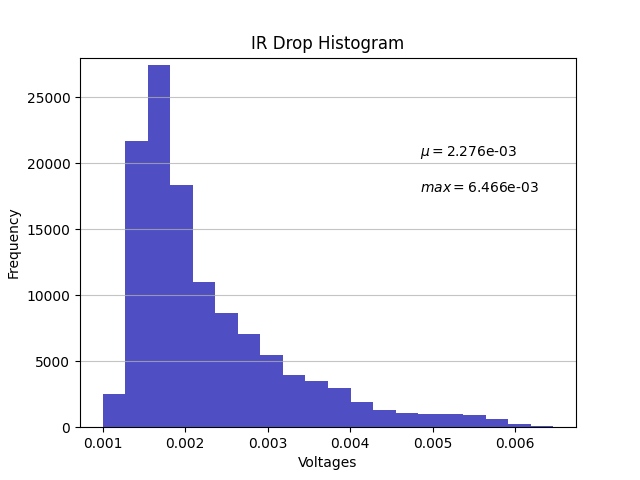 IR Drop Histogram
25000
20000
15000
10000
5000
0
Frequency
μ = 2.276e-03
max = 6.466e-03
0.001 0.002 0.003 0.004 0.005 0.006
Voltages